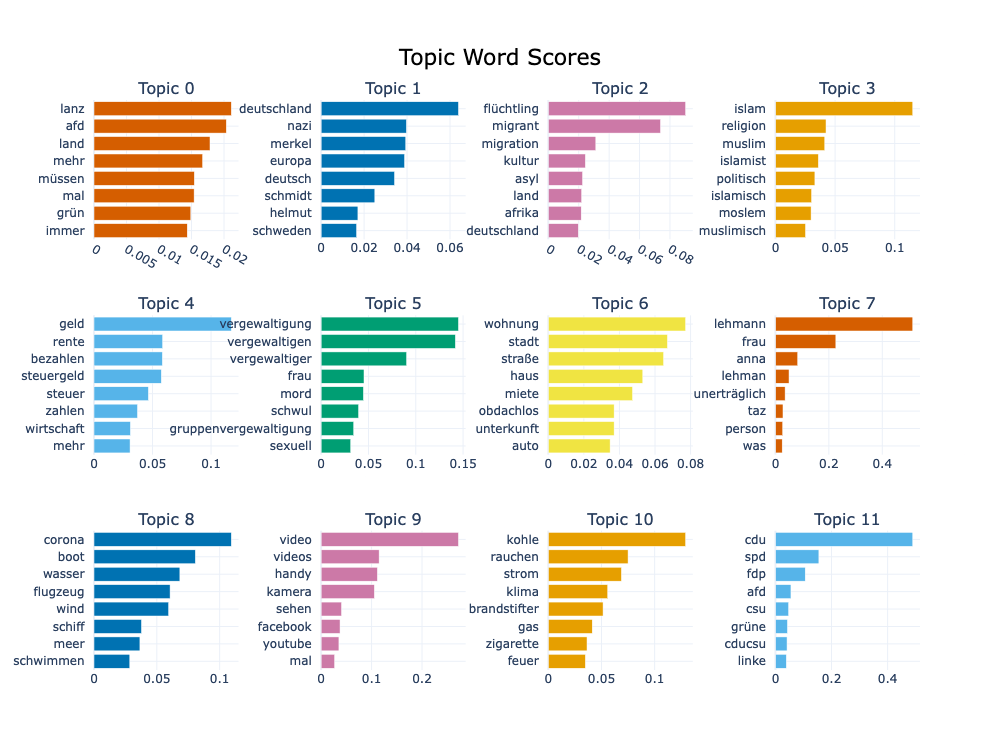 Topic Word Scores
Topic 0
lanz
afd
land
mehr
müssen
mal
grün
immer
0 0.005 0.01 0.015 0.02
Topic 1
deutschland
nazi
merkel
europa
deutsch
schmidt
helmut
schweden
0 0.02 0.04 0.06
Topic 2
flüchtling
migrant
migration
kultur
asyl
land
afrika
deutschland
0 0.02 0.04 0.06 0.08
Topic 3
islam
religion
muslim
islamist
politisch
islamisch
moslem
muslimisch
0 0.05 0.1
Topic 4
geld
rente
bezahlen
steuergeld
steuer
zahlen
wirtschaft
mehr
0 0.05 0.1
Topic 5
vergewaltigung
vergewaltigen
vergewaltiger
frau
mord
schwul
gruppenvergewaltigung
sexuell
0 0.05 0.1 0.15
Topic 6
wohnung
stadt
straße
haus
miete
obdachlos
unterkunft
auto
0 0.02 0.04 0.06 0.08
Topic 7
lehmann
frau
anna
lehman
unerträglich
taz
person
was
0 0.2 0.4
Topic 8
corona
boot
wasser
flugzeug
wind
schiff
meer
schwimmen
0 0.05 0.1
Topic 9
video
videos
handy
kamera
sehen
facebook
youtube
mal
0 0.1 0.2
Topic 10
kohle
rauchen
strom
klima
brandstifter
gas
zigarette
feuer
0 0.05 0.1
Topic 11
cdu
spd
fdp
afd
csu
grüne
cducsu
linke
0 0.2 0.4